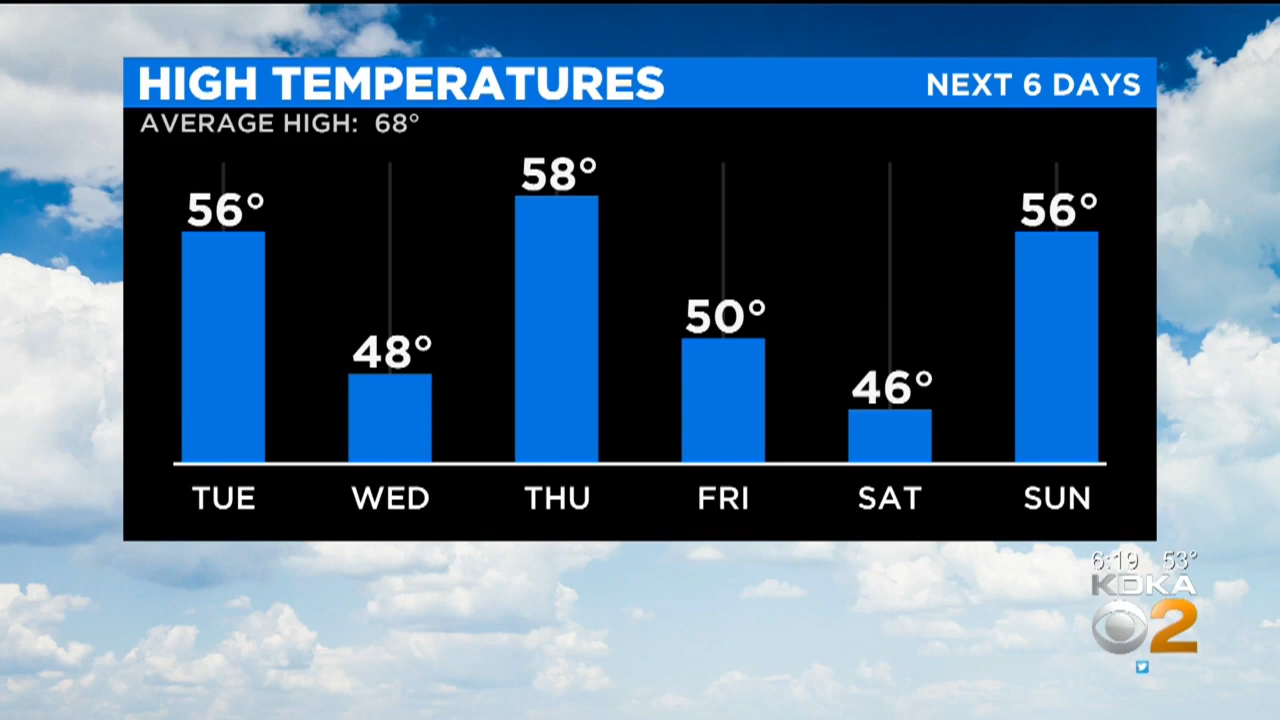 HIGH TEMPERATURES NEXT 6 DAYS
AVERAGE HIGH: 68°
56° 48° 58° 50° 46° 56°
TUE WED THU FRI SAT SUN
6:19 53°
KDKA
2